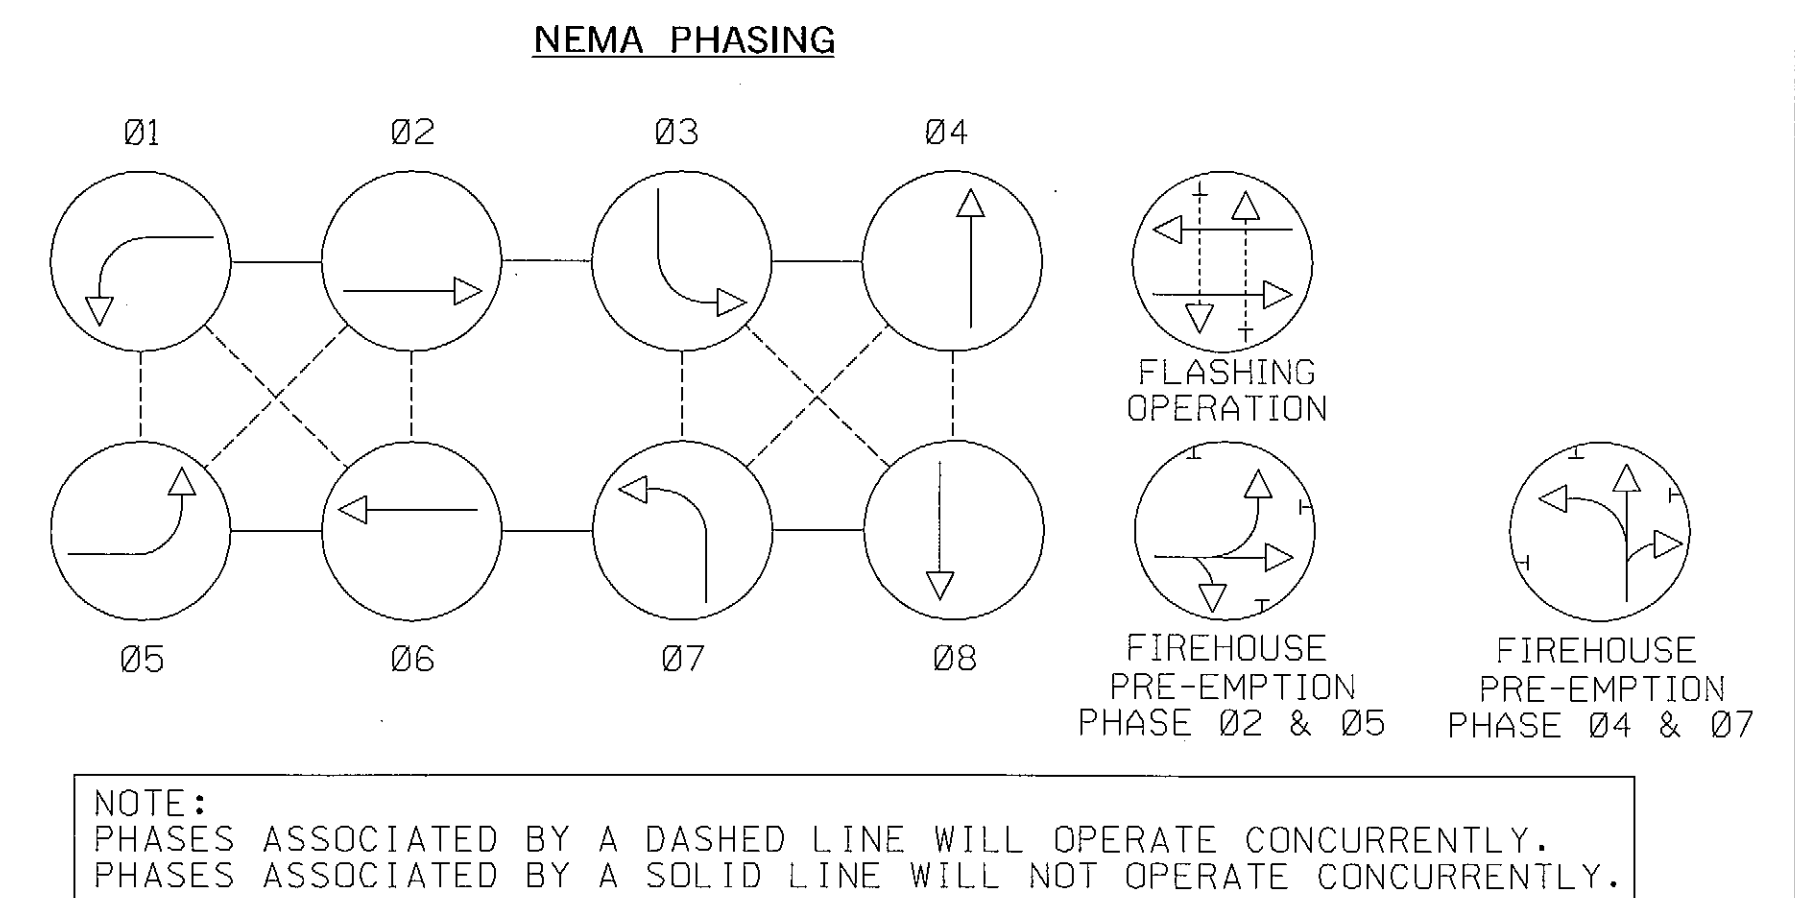 NEMA PHASING
Ø1 Ø2 Ø3 Ø4
FLASHING
OPERATION
Ø5 Ø6 Ø7 Ø8
FIREHOUSE
PRE-EMPTION
PHASE Ø2 & Ø5
FIREHOUSE
PRE-EMPTION
PHASE Ø4 & Ø7
NOTE:
PHASES ASSOCIATED BY A DASHED LINE WILL OPERATE CONCURRENTLY.
PHASES ASSOCIATED BY A SOLID LINE WILL NOT OPERATE CONCURRENTLY.